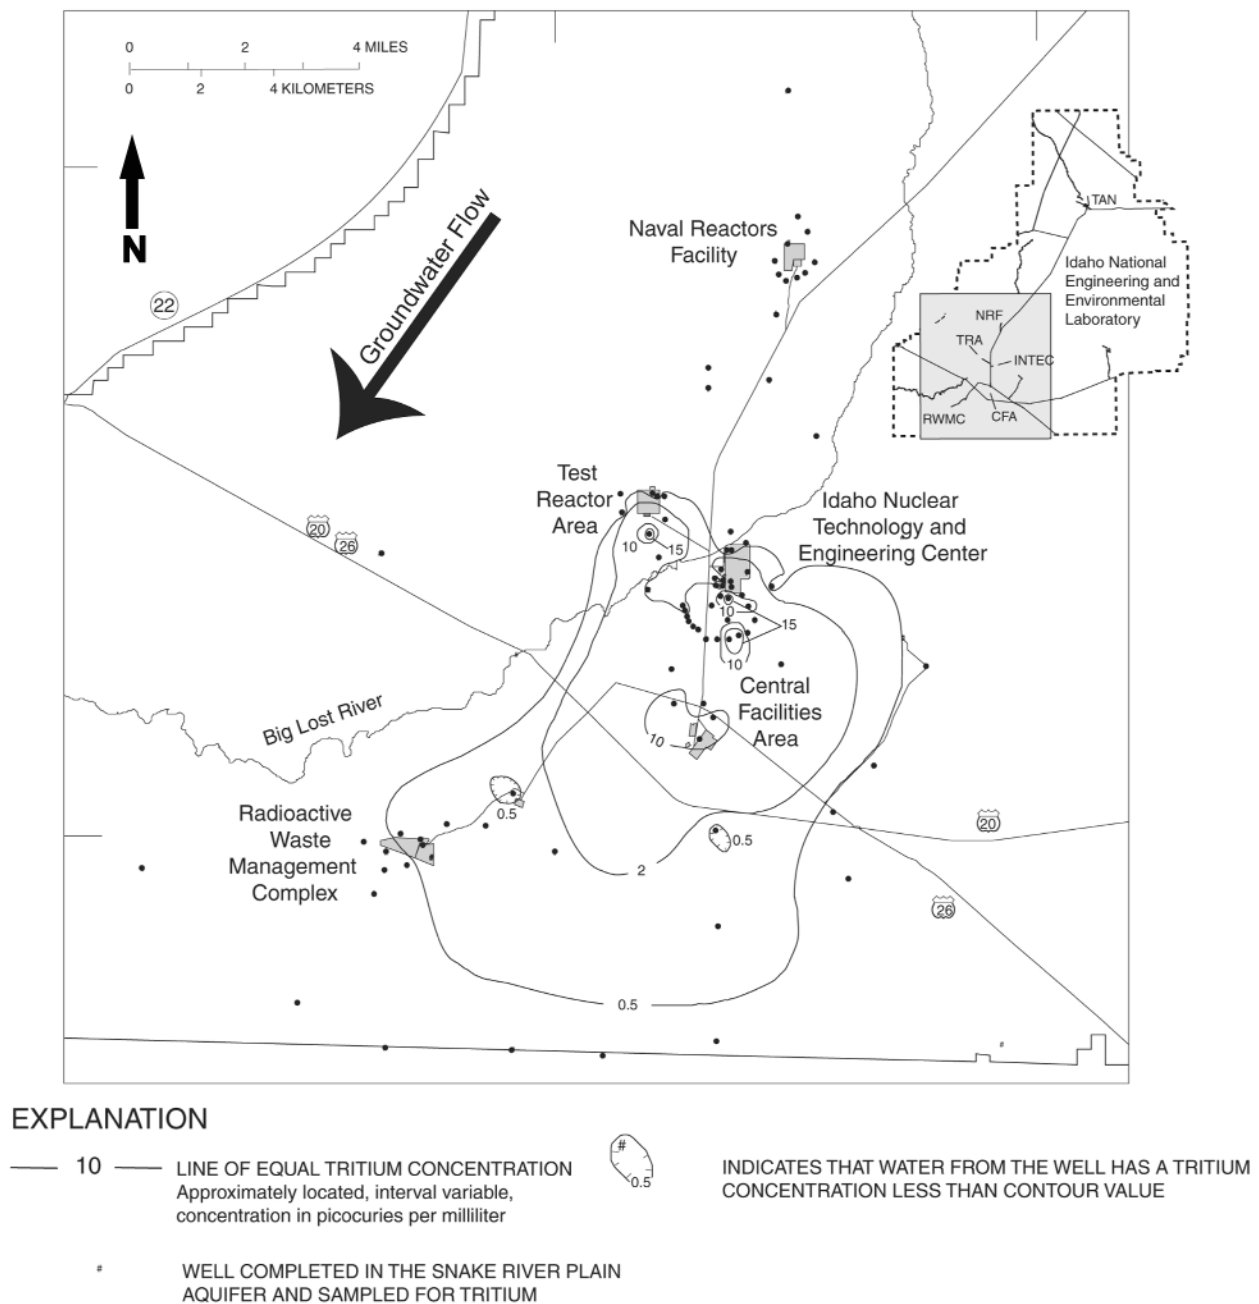 0 2 4 MILES
0 2 4 KILOMETERS
N
22
Groundwater Flow
Naval Reactors
Facility
TAN
Idaho National
Engineering and
Environmental
Laboratory
NRF
TRA
INTEC
RWMC
CFA
Test
Reactor
Area
20
26
10
15
Idaho Nuclear
Technology and
Engineering Center
10
15
10
Central
Facilities
Area
10
Big Lost River
0.5
Radioactive
Waste
Management
Complex
0.5
20
2
26
0.5
#
EXPLANATION
10
LINE OF EQUAL TRITIUM CONCENTRATION
Approximately located, interval variable,
concentration in picocuries per milliliter
#
0.5
INDICATES THAT WATER FROM THE WELL HAS A TRITIUM
CONCENTRATION LESS THAN CONTOUR VALUE
#
WELL COMPLETED IN THE SNAKE RIVER PLAIN
AQUIFER AND SAMPLED FOR TRITIUM